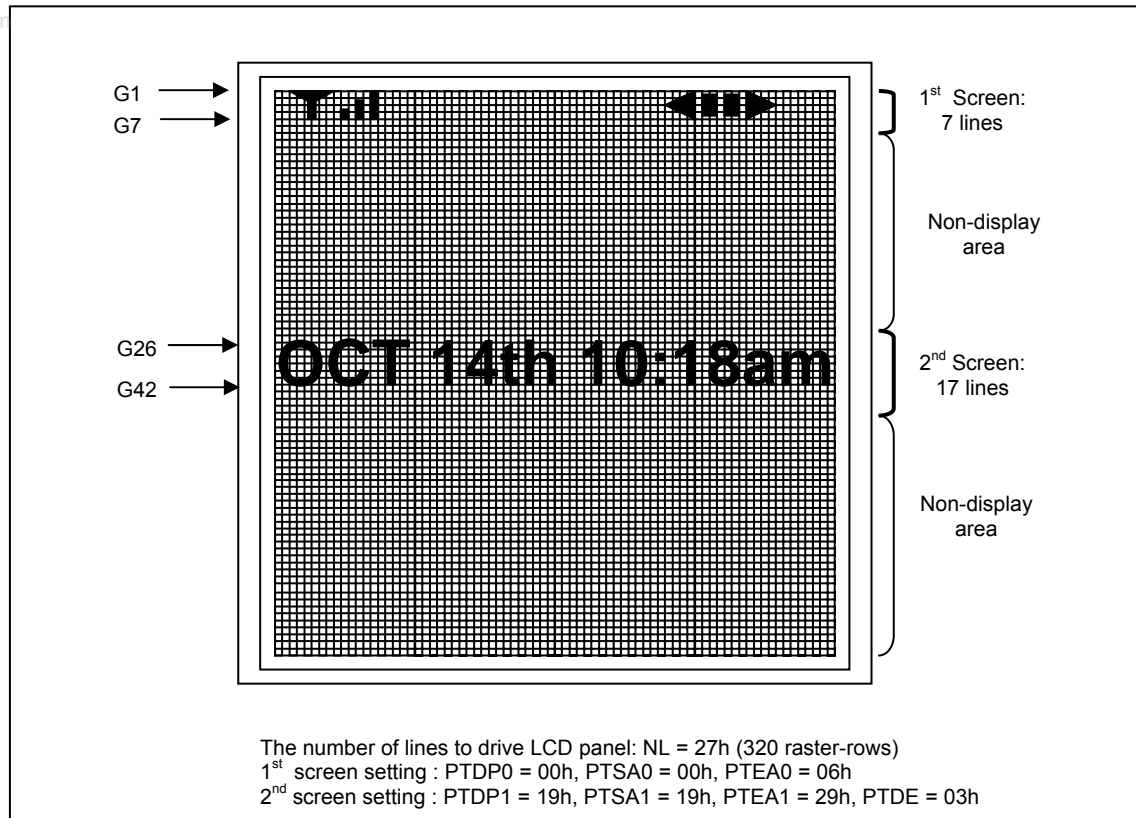 G1
G7
1st Screen:
7 lines
Non-display
area
G26
G42
OCT 14th 10:18am
2nd Screen:
17 lines
Non-display
area
The number of lines to drive LCD panel: NL = 27h (320 raster-rows)
1st screen setting : PTDP0 = 00h, PTSA0 = 00h, PTEA0 = 06h
2nd screen setting : PTDP1 = 19h, PTSA1 = 19h, PTEA1 = 29h, PTDE = 03h